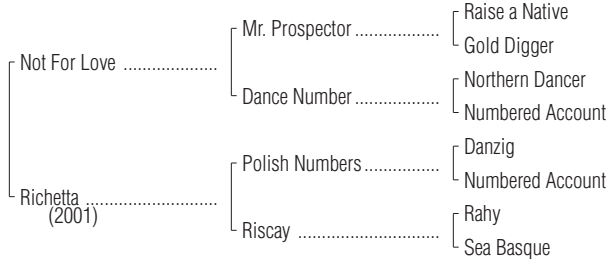 Raise a Native
Mr. Prospector ...................
Gold Digger
Not For Love .....................
Northern Dancer
Dance Number ...................
Numbered Account
Danzig
Polish Numbers .................
Numbered Account
Richetta .............................
(2001)
Rahy
Riscay ................................
Sea Basque